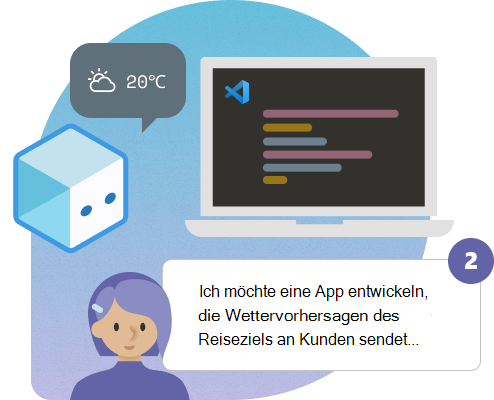 20°C
2
Ich möchte eine App entwickeln,
die Wettervorhersagen des
Reiseziels an Kunden sendet...